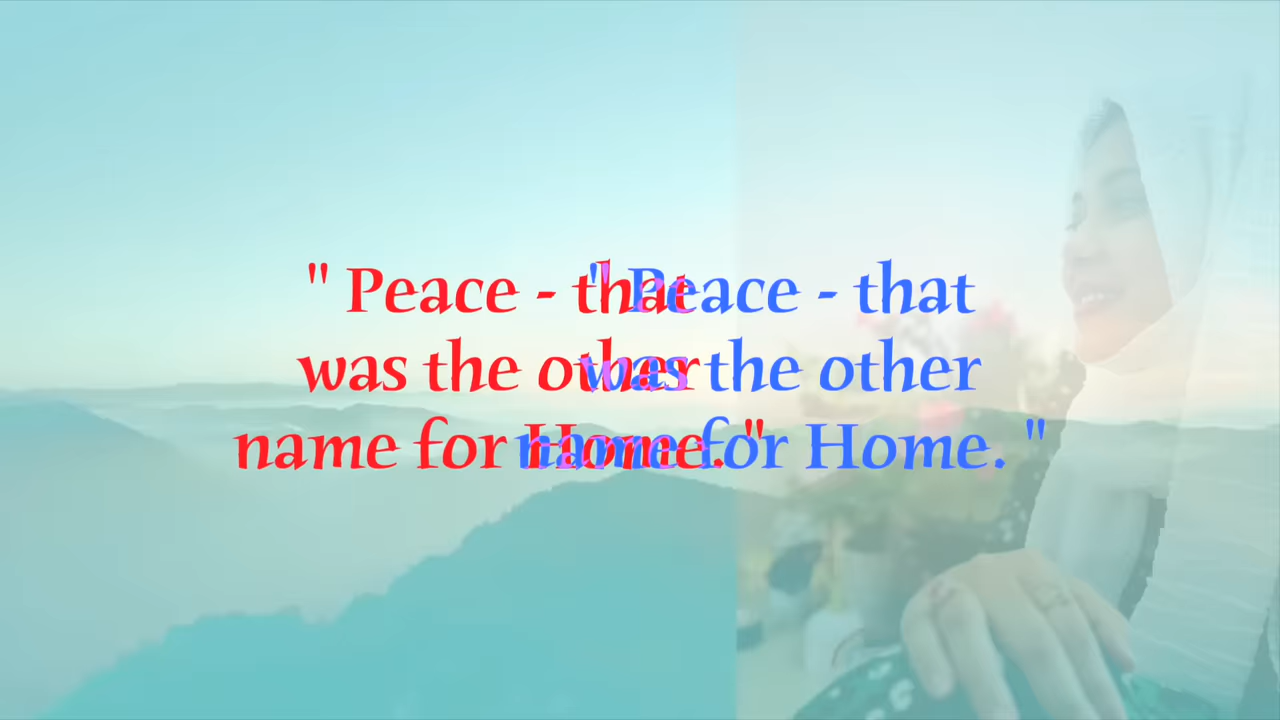 " Peace - that
was the other
name for Home. "
" Peace - that
was the other
name for Home. "